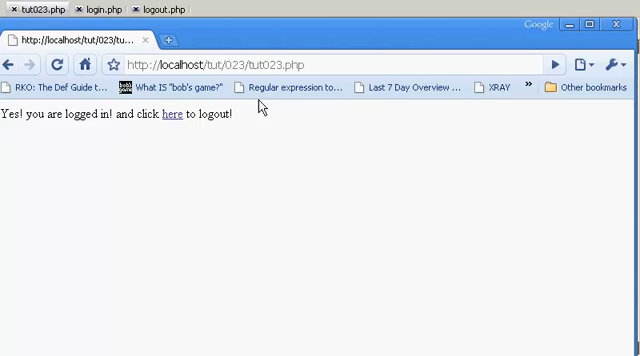 tut023.php login.php logout.php
Google
http://localhost/tut/023/tu...
http://localhost/tut/023/tut023.php
RKO: The Def Guide t... What IS "bob's game?" Regular expression to... Last 7 Day Overview ... XRAY » Other bookmarks
Yes! you are logged in! and click here to logout!